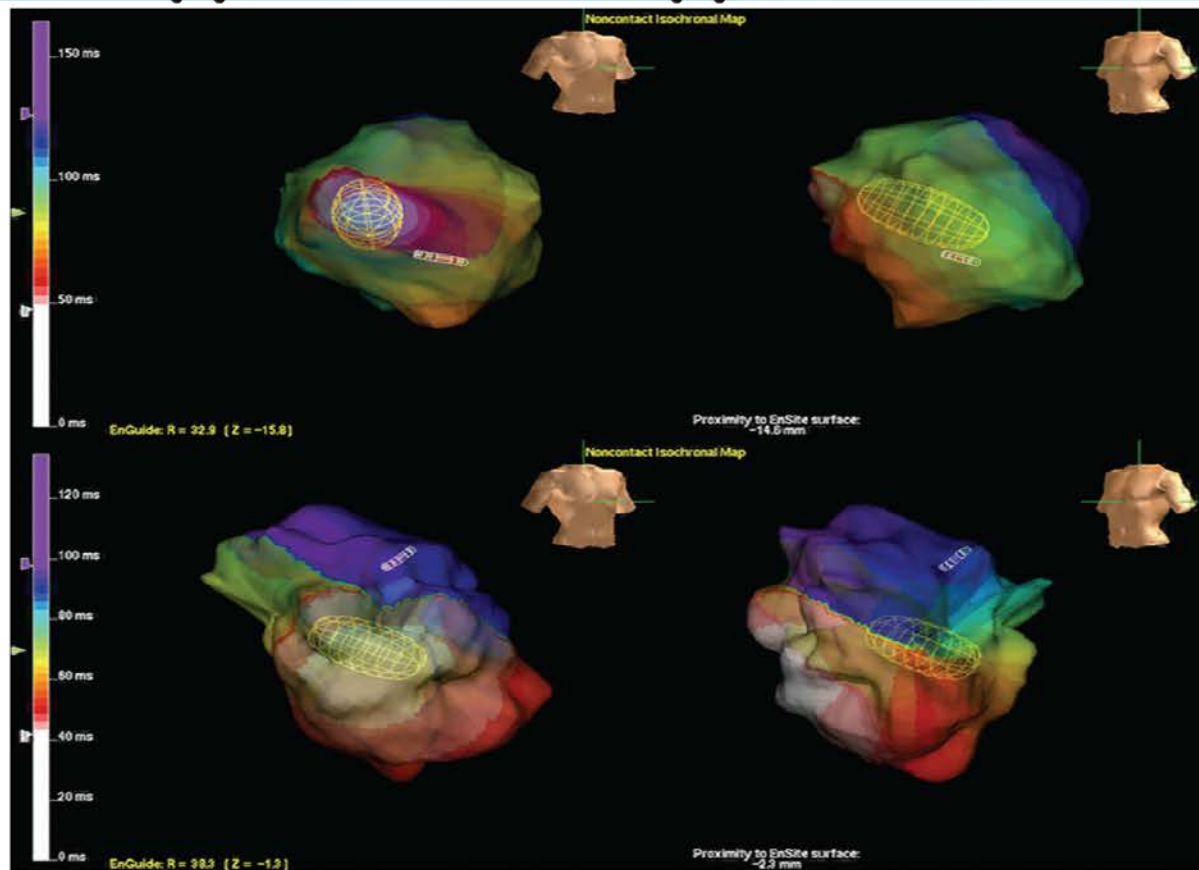 Noncontact Isochronal Map
150 ms
100 ms
50 ms
0 ms
EnGuide: R = 32.9 [ Z = -15.8 ]
Proximity to EnSite surface:
-14.6 mm
Noncontact Isochronal Map
120 ms
100 ms
80 ms
60 ms
40 ms
20 ms
0 ms
EnGuide: R = 38.3 [ Z = -1.3 ]
Proximity to EnSite surface:
-2.3 mm